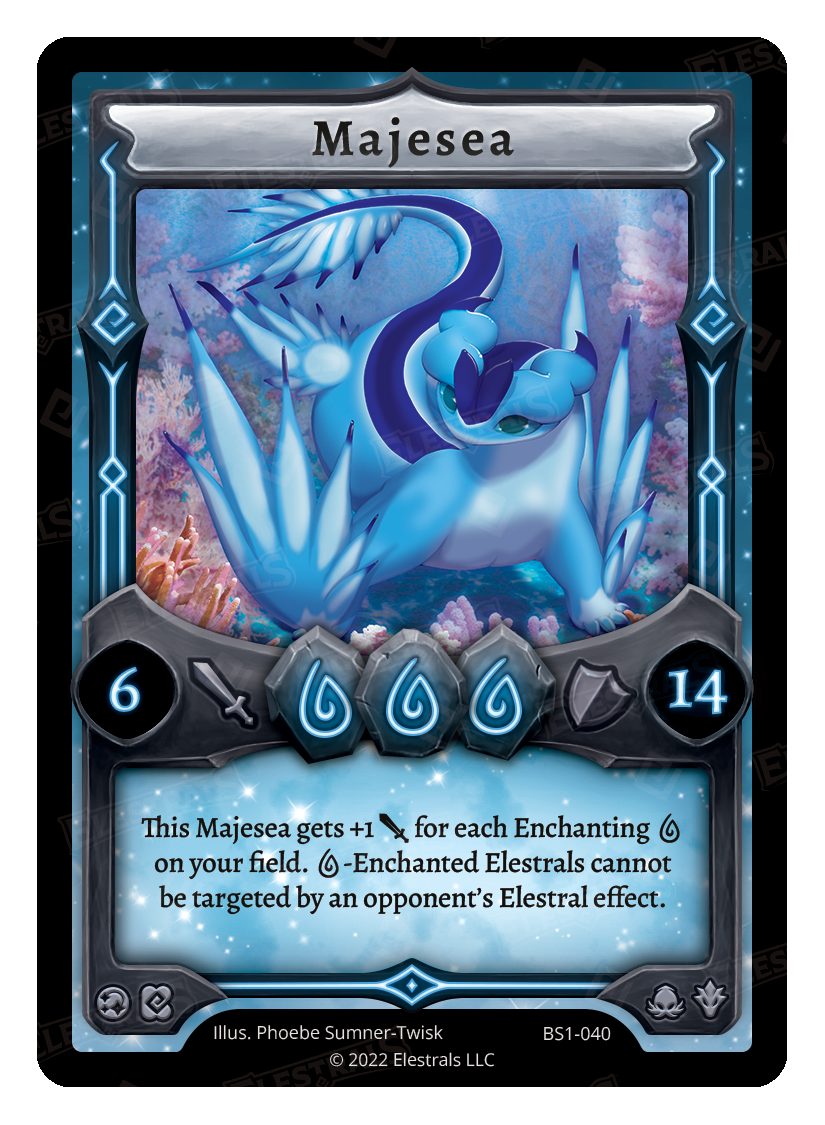 Majesea
6
14
This Majesea gets +1 for each Enchanting
on your field. -Enchanted Elestrals cannot
be targeted by an opponent's Elestral effect.
Illus. Phoebe Sumner-Twisk
BS1-040
© 2022 Elestrals LLC